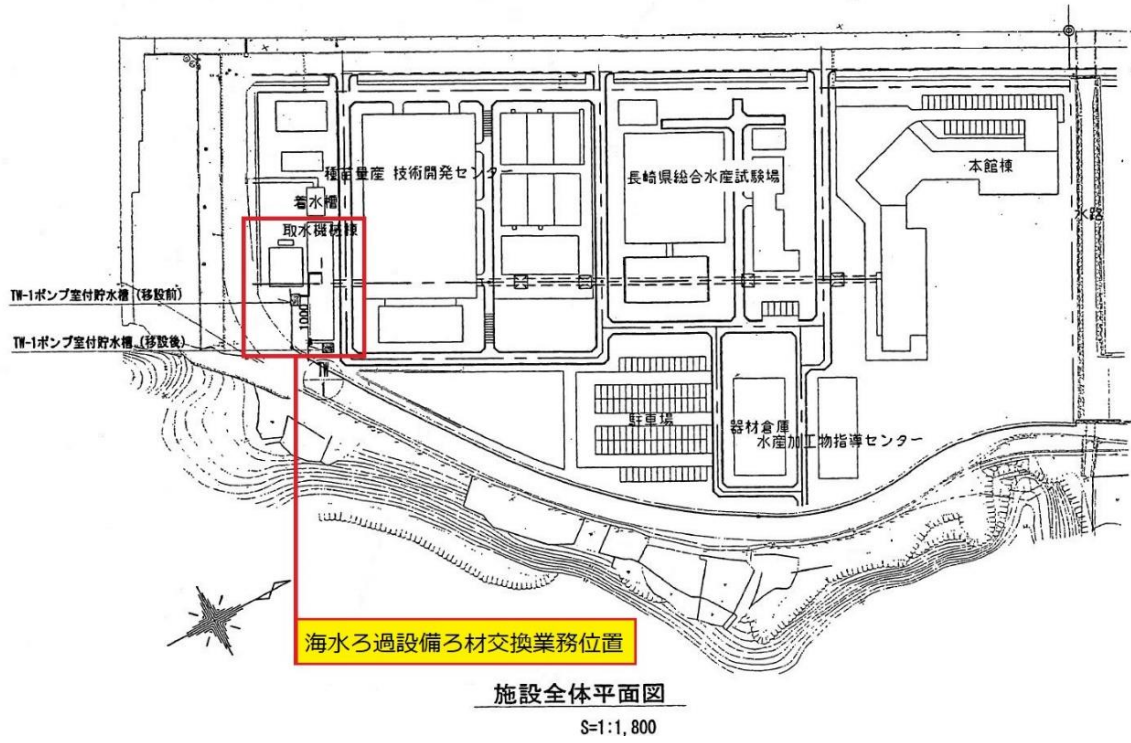 種苗量産 技術開発センター
長崎県総合水産試験場
本館棟
着水槽
水路
取水機械棟
TW-1ポンプ室付貯水槽 (移設前)
1000
TW-1ポンプ室付貯水槽 (移設後)
TW
駐車場
器材倉庫
水産加工物指導センター
海水ろ過設備ろ材交換業務位置
施設全体平面図
S=1:1,800